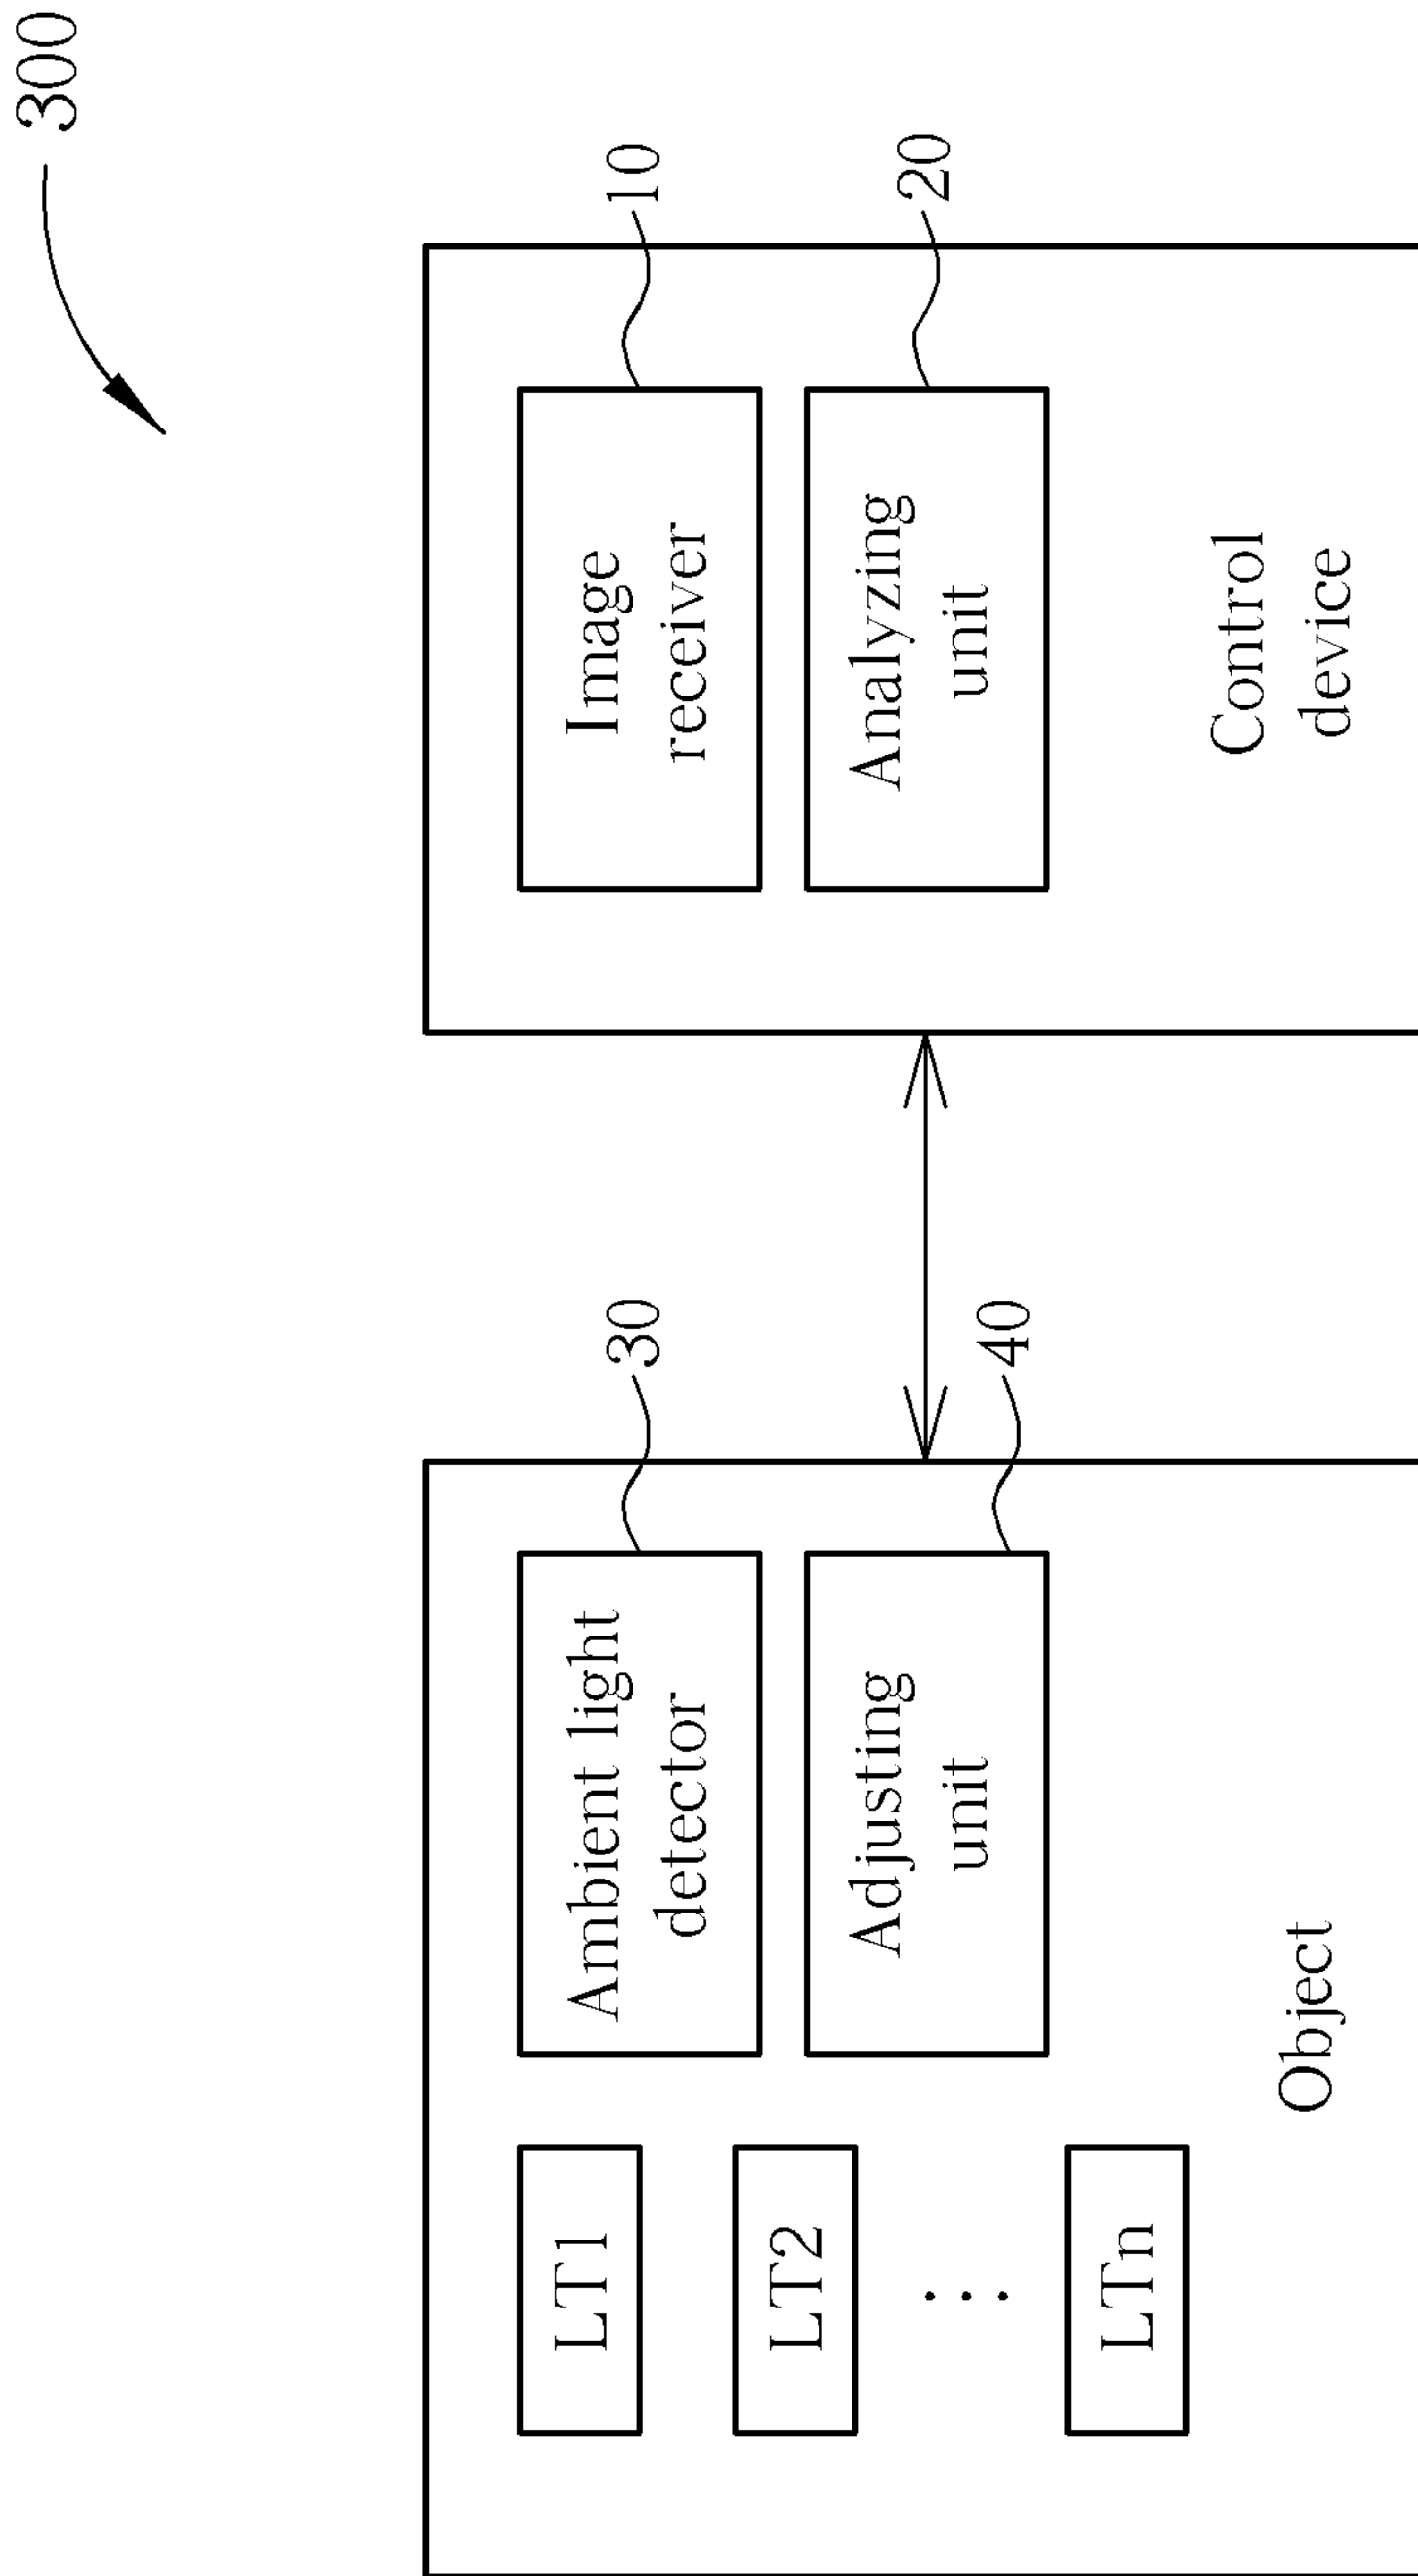 300
LT1
LT2
LTn
Ambient light
detector
30
Adjusting
unit
40
Object
Image
receiver
10
Analyzing
unit
20
Control
device